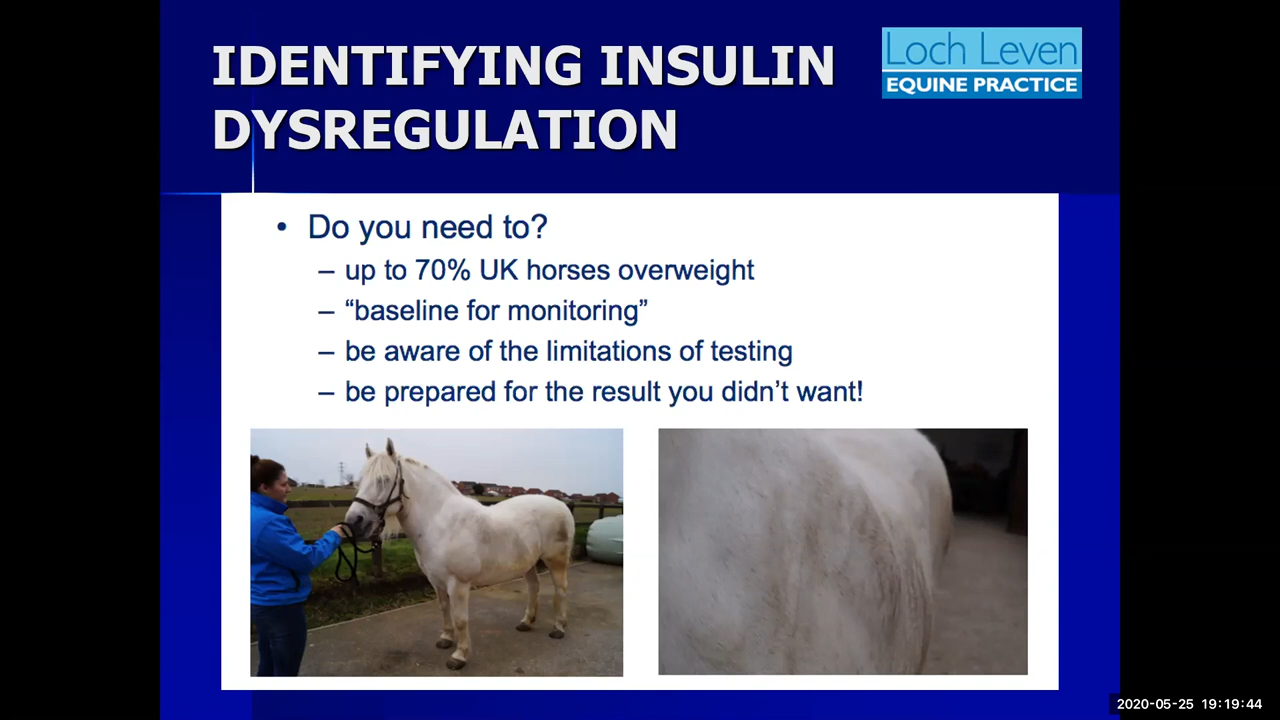 IDENTIFYING INSULIN
DYSREGULATION
Loch Leven
EQUINE PRACTICE
• Do you need to?
– up to 70% UK horses overweight
– “baseline for monitoring”
– be aware of the limitations of testing
– be prepared for the result you didn’t want!
2020-05-25 19:19:44